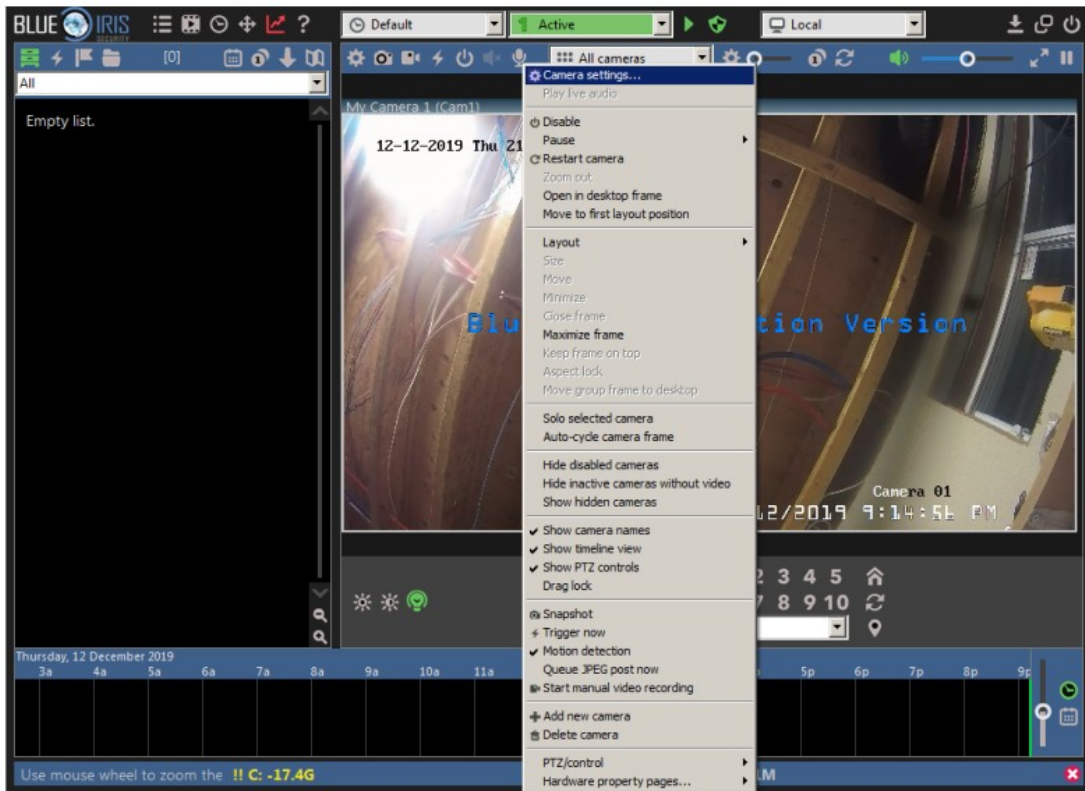 BLUE IRIS
SECURITY
?
Default
Active
Local
[0]
All cameras
All
Empty list.
My Camera 1 (Cam1)
12-12-2019 Thu 21
Camera settings...
Play live audio
Disable
Pause
Restart camera
Zoom out
Open in desktop frame
Move to first layout position
Layout
Size
Move
Minimize
Close frame
Maximize frame
Keep frame on top
Aspect lock
Move group frame to desktop
Solo selected camera
Auto-cycle camera frame
Hide disabled cameras
Hide inactive cameras without video
Show hidden cameras
Show camera names
Show timeline view
Show PTZ controls
Drag lock
Snapshot
Trigger now
Motion detection
Queue JPEG post now
Start manual video recording
Add new camera
Delete camera
PTZ/control
Hardware property pages...
Blu
tion Version
Camera 01
12/2019 9:14:56 PM
2 3 4 5
7 8 9 10
Thursday, 12 December 2019
3a 4a 5a 6a 7a 8a 9a 10a 11a 5p 6p 7p 8p 9p
Use mouse wheel to zoom the !! C: -17.4G